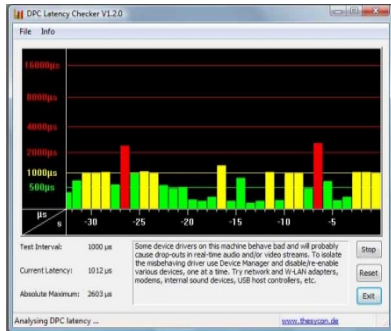 DPC Latency Checker V1.2.0
File Info
16000µs
8000µs
4000µs
2000µs
1000µs
500µs
µs
s
-30 -25 -20 -15 -10 -5
Test Interval: 1000 µs
Current Latency: 1012 µs
Absolute Maximum: 2603 µs
Some device drivers on this machine behave bad and will probably
cause drop-outs in real-time audio and/or video streams. To isolate
the misbehaving driver use Device Manager and disable/re-enable
various devices, one at a time. Try network and W-LAN adapters,
modems, internal sound devices, USB host controllers, etc.
Stop
Reset
Exit
Analysing DPC latency ...
www.thesycon.de